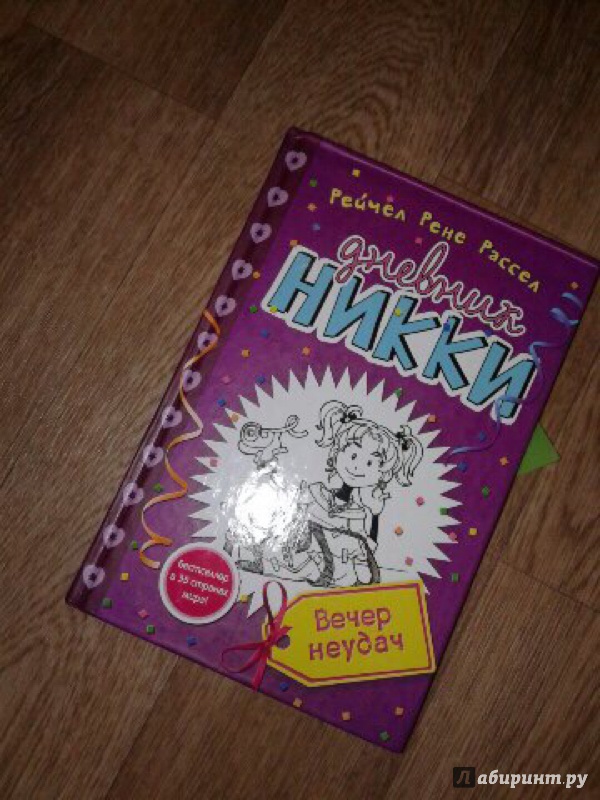 Рейчел Рене Рассел
дневник
НИККИ
бестселлер
в 35 странах
мира!
Вечер
неудач
Лабиринт.ру